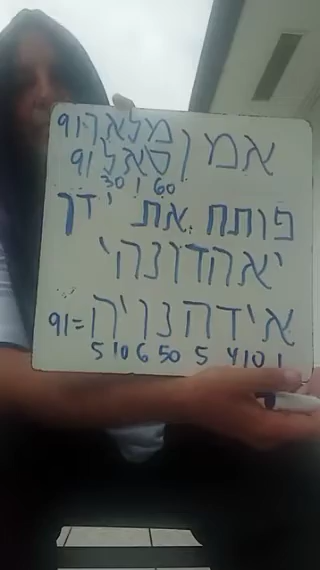 אמן מלאך 91
סאל 91
30 1 60
פותח את ידך
יאהדונהי
אידהנויה =91
5 10 6 50 5 4 10 1